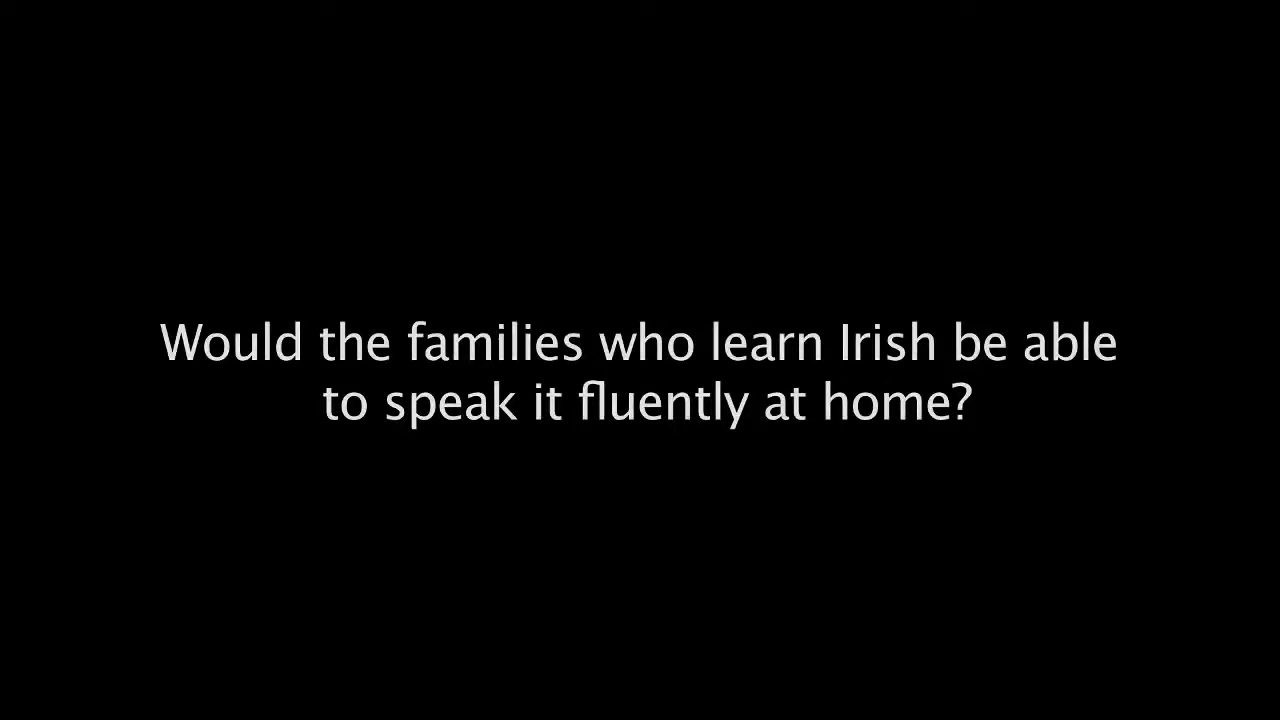 Would the families who learn Irish be able
to speak it fluently at home?